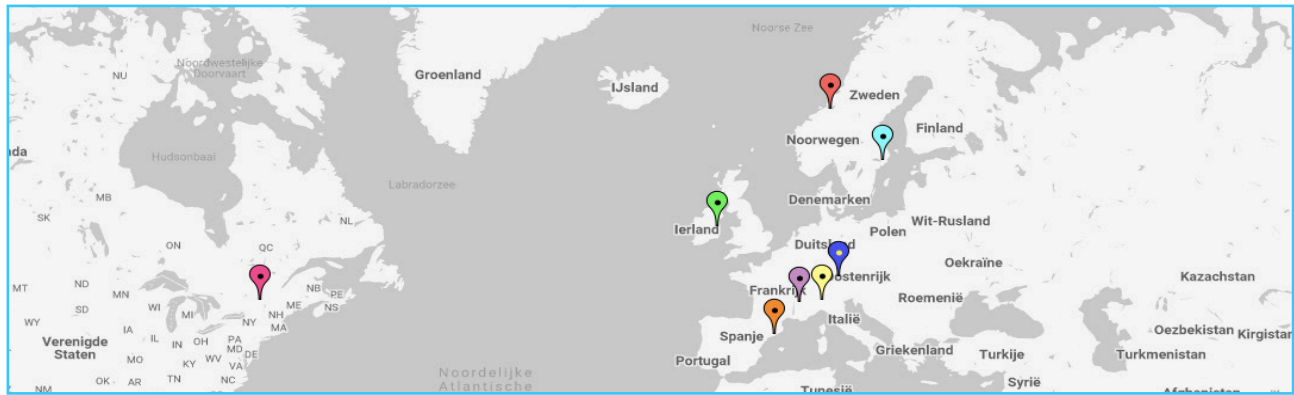 Noorse Zee
Noordwestelijke
Doorvaart
NU
Groenland
IJsland
Zweden
Finland
Noorwegen
Hudsonbaai
Labradorzee
MB
SK
NL
Denemarken
Wit-Rusland
Ierland
Polen
ON
QC
Oekraïne
Kazachstan
MT
ND
MN
NB
PE
ME
NS
Frankrijk
Roemenië
SD
WI
MI
NH
WY
NY
MA
Italië
Oezbekistan
Kirgistan
IA
Verenigde
Staten
IL
IN
OH
PA
MD
DE
Spanje
Griekenland
Turkije
Turkmenistan
MO
KY
WV
VA
Portugal
Noordelijke
Atlantische
OK
AR
TN
NC
Syrië
NM
Tunesië
Afghanistan